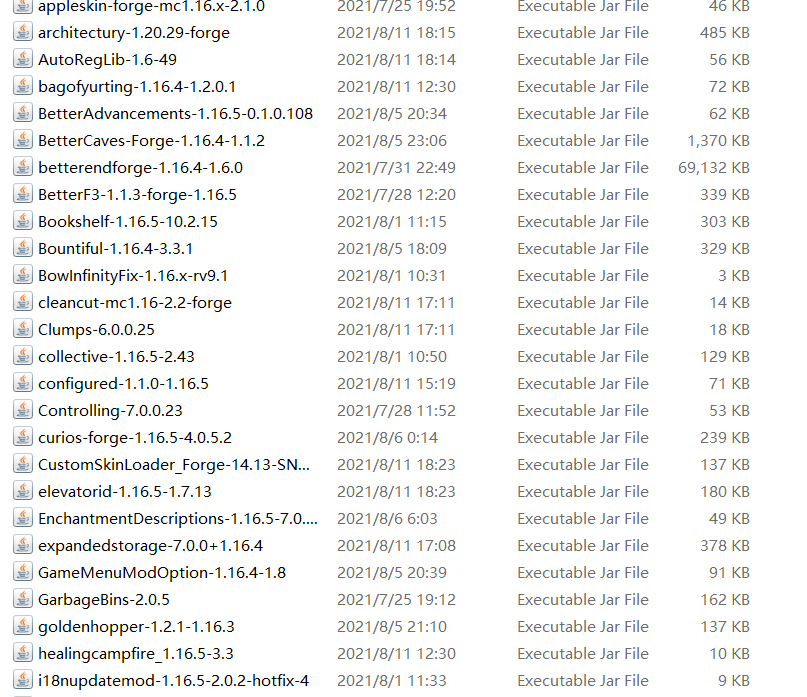 appleskin-forge-mc1.16.x-2.1.0 2021/7/25 19:52 Executable Jar File 46 KB
architectury-1.20.29-forge 2021/8/11 18:15 Executable Jar File 485 KB
AutoRegLib-1.6-49 2021/8/11 18:14 Executable Jar File 56 KB
bagofyurting-1.16.4-1.2.0.1 2021/8/11 12:30 Executable Jar File 72 KB
BetterAdvancements-1.16.5-0.1.0.108 2021/8/5 20:34 Executable Jar File 62 KB
BetterCaves-Forge-1.16.4-1.1.2 2021/8/5 23:06 Executable Jar File 1,370 KB
betterendforge-1.16.4-1.6.0 2021/7/31 22:49 Executable Jar File 69,132 KB
BetterF3-1.1.3-forge-1.16.5 2021/7/28 12:20 Executable Jar File 339 KB
Bookshelf-1.16.5-10.2.15 2021/8/1 11:15 Executable Jar File 303 KB
Bountiful-1.16.4-3.3.1 2021/8/5 18:09 Executable Jar File 329 KB
BowInfinityFix-1.16.x-rv9.1 2021/8/1 10:31 Executable Jar File 3 KB
cleancut-mc1.16-2.2-forge 2021/8/11 17:11 Executable Jar File 14 KB
Clumps-6.0.0.25 2021/8/11 17:11 Executable Jar File 18 KB
collective-1.16.5-2.43 2021/8/1 10:50 Executable Jar File 129 KB
configured-1.1.0-1.16.5 2021/8/11 15:19 Executable Jar File 71 KB
Controlling-7.0.0.23 2021/7/28 11:52 Executable Jar File 53 KB
curios-forge-1.16.5-4.0.5.2 2021/8/6 0:14 Executable Jar File 239 KB
CustomSkinLoader_Forge-14.13-SN... 2021/8/11 18:23 Executable Jar File 137 KB
elevatorid-1.16.5-1.7.13 2021/8/11 18:23 Executable Jar File 180 KB
EnchantmentDescriptions-1.16.5-7.0.... 2021/8/6 6:03 Executable Jar File 49 KB
expandedstorage-7.0.0+1.16.4 2021/8/11 17:08 Executable Jar File 378 KB
GameMenuModOption-1.16.4-1.8 2021/8/5 20:39 Executable Jar File 91 KB
GarbageBins-2.0.5 2021/7/25 19:12 Executable Jar File 162 KB
goldenhopper-1.2.1-1.16.3 2021/8/5 21:10 Executable Jar File 137 KB
healingcampfire_1.16.5-3.3 2021/8/11 12:30 Executable Jar File 10 KB
i18nupdatemod-1.16.5-2.0.2-hotfix-4 2021/8/1 11:33 Executable Jar File 9 KB